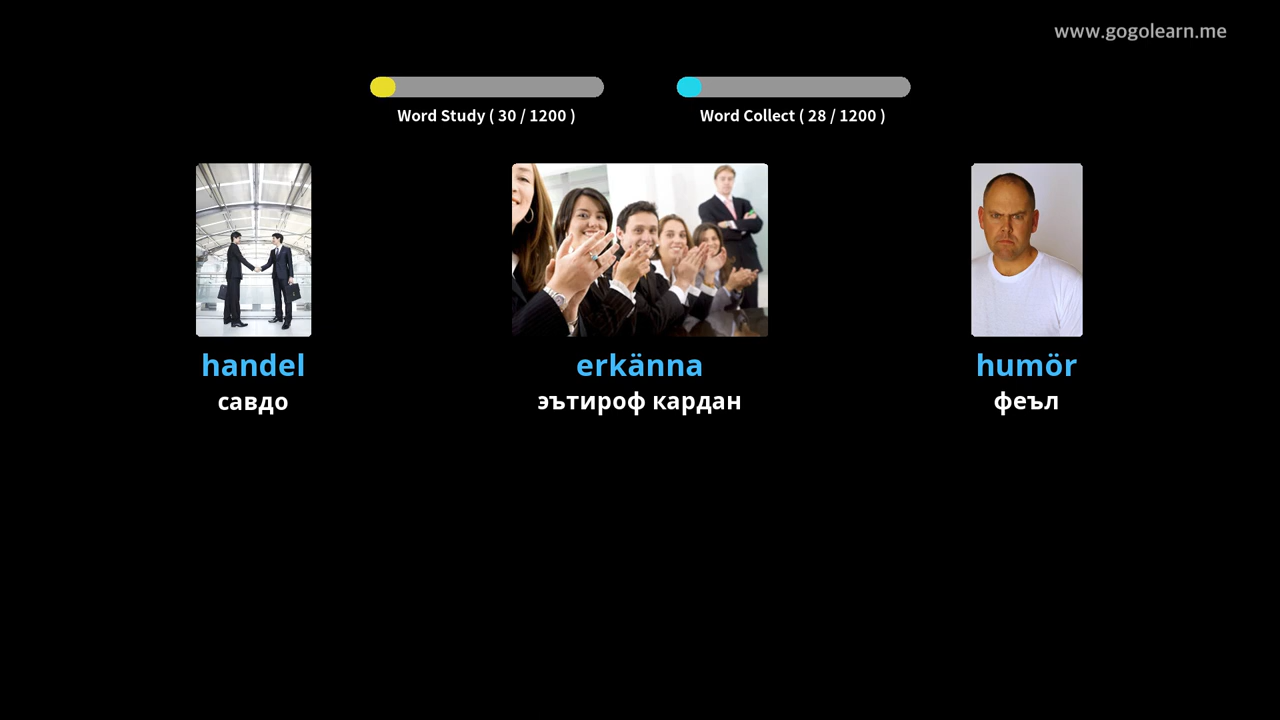 www.gogolearn.me
Word Study ( 30 / 1200 )
Word Collect ( 28 / 1200 )
handel
erkänna
humör
савдо
эътироф кардан
феъл